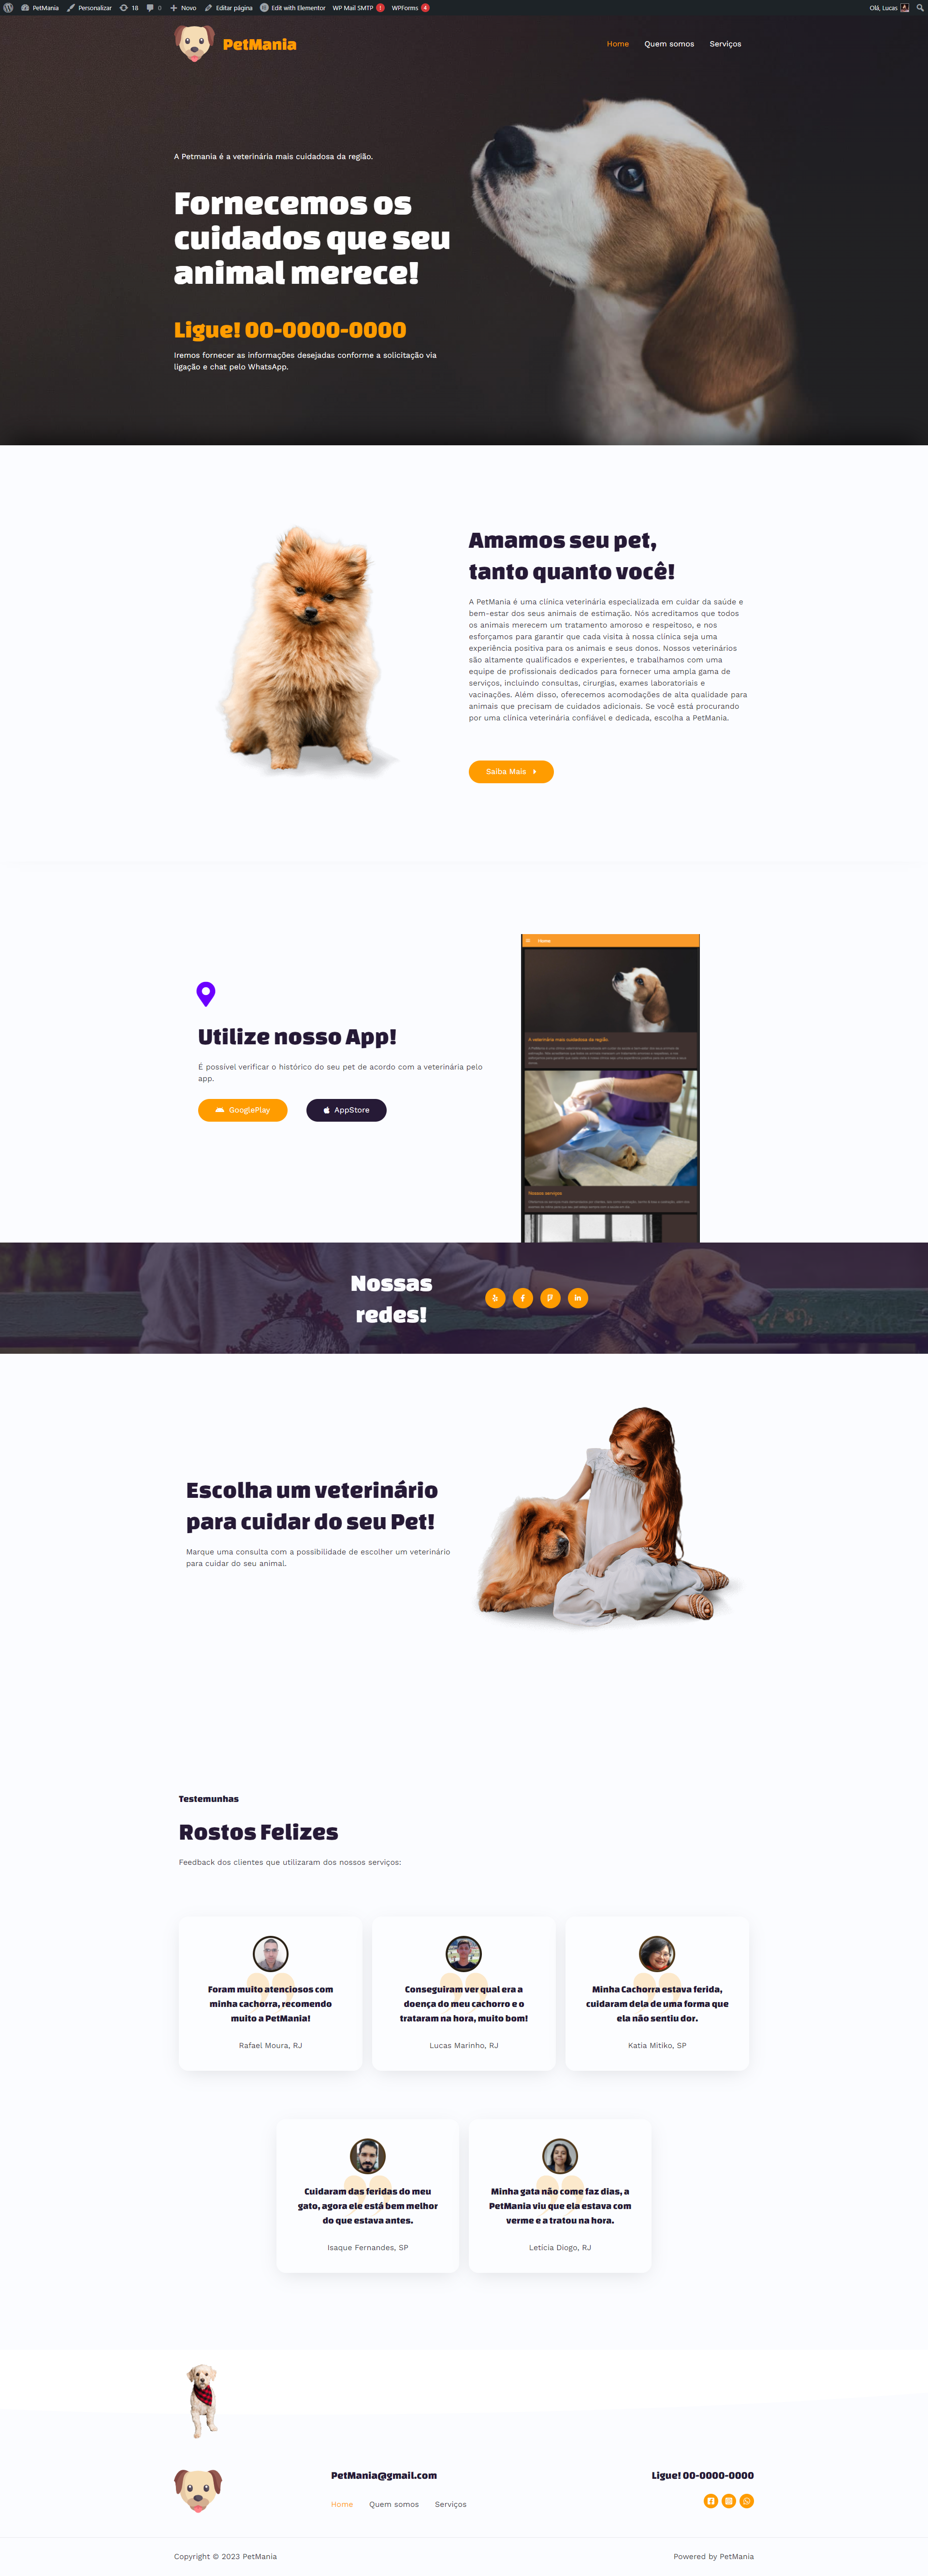 PetMania Personalizar 18 0 Novo Editar página Edit with Elementor WP Mail SMTP ! WPForms 4 Olá, Lucas
PetMania
Home Quem somos Serviços
A Petmania é a veterinária mais cuidadosa da região.
Fornecemos os
cuidados que seu
animal merece!
Ligue! 00-0000-0000
Iremos fornecer as informações desejadas conforme a solicitação via
ligação e chat pelo WhatsApp.
Amamos seu pet,
tanto quanto você!
A PetMania é uma clínica veterinária especializada em cuidar da saúde e
bem-estar dos seus animais de estimação. Nós acreditamos que todos
os animais merecem um tratamento amoroso e respeitoso, e nos
esforçamos para garantir que cada visita à nossa clínica seja uma
experiência positiva para os animais e seus donos. Nossos veterinários
são altamente qualificados e experientes, e trabalhamos com uma
equipe de profissionais dedicados para fornecer uma ampla gama de
serviços, incluindo consultas, cirurgias, exames laboratoriais e
vacinações. Além disso, oferecemos acomodações de alta qualidade para
animais que precisam de cuidados adicionais. Se você está procurando
por uma clínica veterinária confiável e dedicada, escolha a PetMania.
Saiba Mais
Utilize nosso App!
É possível verificar o histórico do seu pet de acordo com a veterinária pelo
app.
GooglePlay AppStore
Home
A veterinária mais cuidadosa da região.
Nossos serviços
Nossas
redes!
Escolha um veterinário
para cuidar do seu Pet!
Marque uma consulta com a possibilidade de escolher um veterinário
para cuidar do seu animal.
Testemunhas
Rostos Felizes
Feedback dos clientes que utilizaram dos nossos serviços:
Foram muito atenciosos com
minha cachorra, recomendo
muito a PetMania!
Rafael Moura, RJ
Conseguiram ver qual era a
doença do meu cachorro e o
trataram na hora, muito bom!
Lucas Marinho, RJ
Minha Cachorra estava ferida,
cuidaram dela de uma forma que
ela não sentiu dor.
Katia Mitiko, SP
Cuidaram das feridas do meu
gato, agora ele está bem melhor
do que estava antes.
Isaque Fernandes, SP
Minha gata não come faz dias, a
PetMania viu que ela estava com
verme e a tratou na hora.
Letícia Diogo, RJ
PetMania@gmail.com
Home Quem somos Serviços
Ligue! 00-0000-0000
Copyright © 2023 PetMania
Powered by PetMania